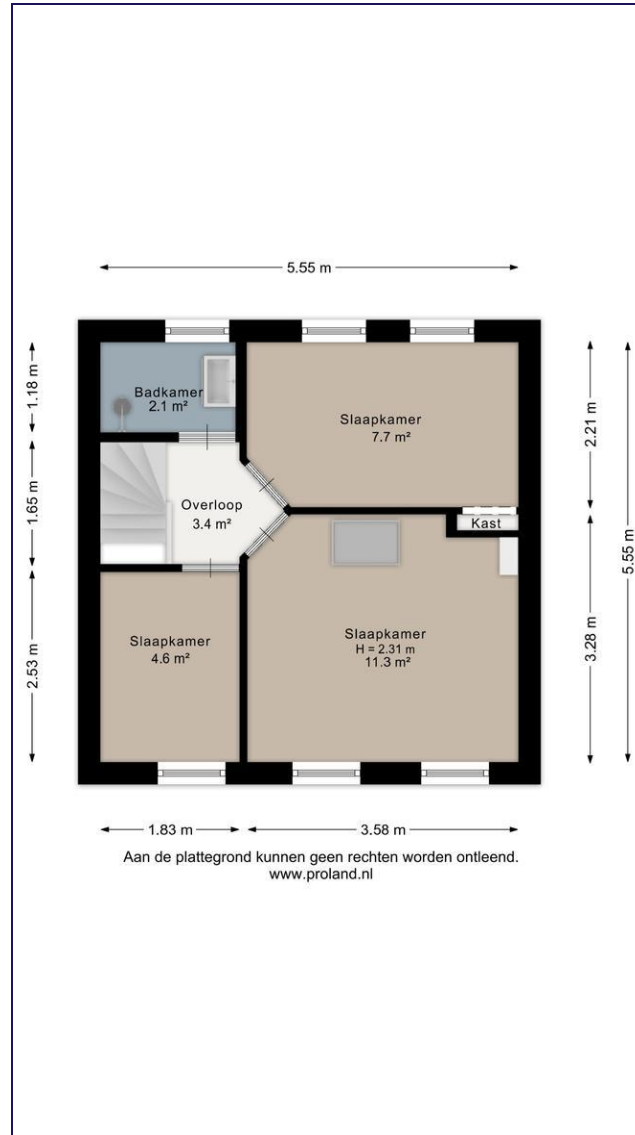 5.55 m
1.18 m
Badkamer
2.1 m²
Slaapkamer
7.7 m²
2.21 m
1.65 m
Overloop
3.4 m²
Kast
5.55 m
2.53 m
Slaapkamer
4.6 m²
Slaapkamer
H = 2.31 m
11.3 m²
3.28 m
1.83 m
3.58 m
Aan de plattegrond kunnen geen rechten worden ontleend.
www.proland.nl